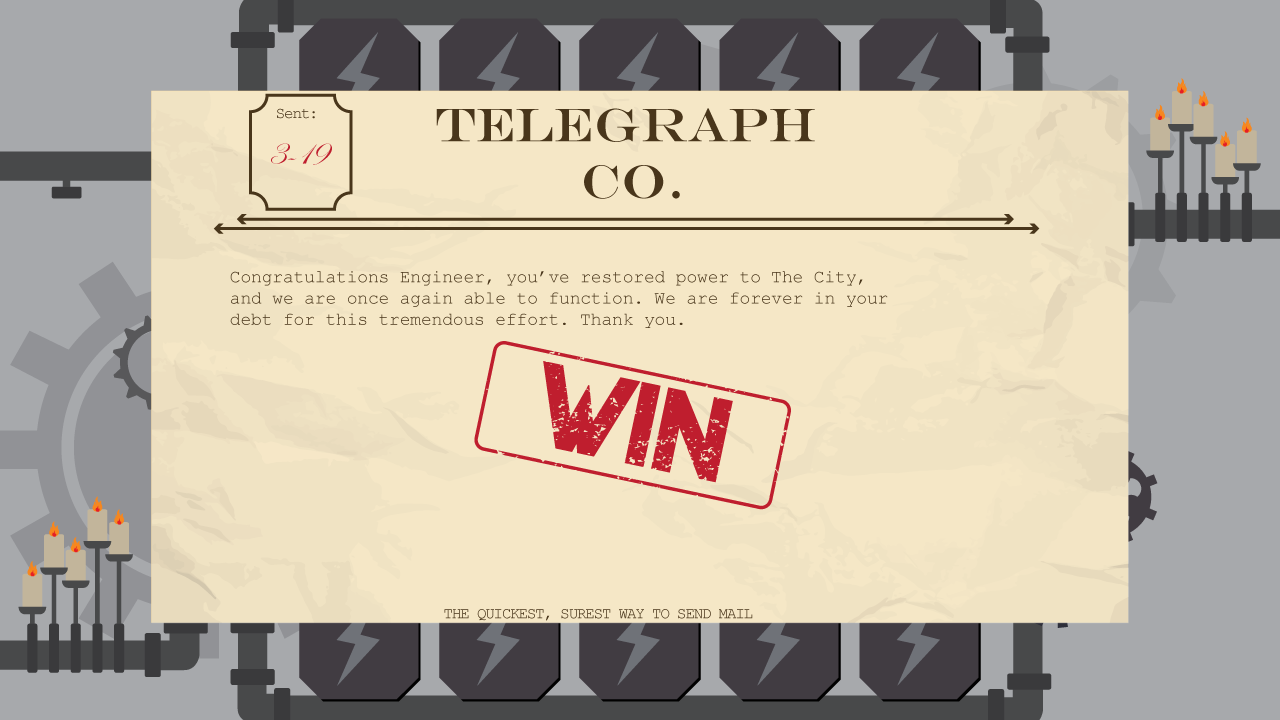 Sent:
3-19
TELEGRAPH
CO.
Congratulations Engineer, you’ve restored power to The City,
and we are once again able to function. We are forever in your
debt for this tremendous effort. Thank you.
WIN
THE QUICKEST, SUREST WAY TO SEND MAIL